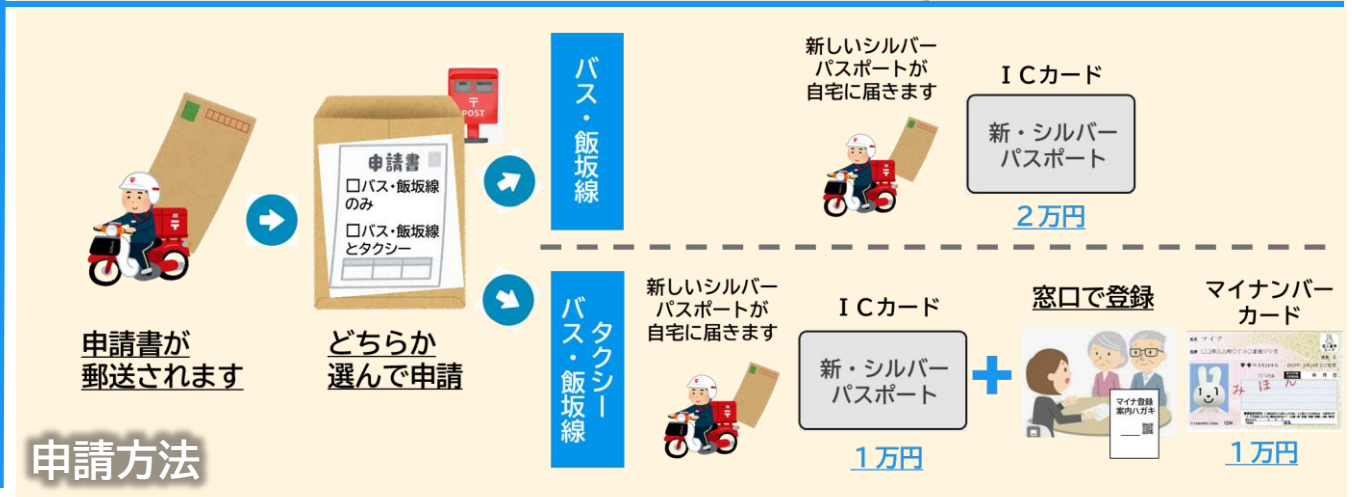 申請書が
郵送されます
〒
POST
申請書
□バス・飯坂線
のみ
□バス・飯坂線
とタクシー
どちらか
選んで申請
バス・飯坂線
新しいシルバー
パスポートが
自宅に届きます
ＩＣカード
新・シルバー
パスポート
２万円
タクシー
バス・飯坂線
新しいシルバー
パスポートが
自宅に届きます
ＩＣカード
新・シルバー
パスポート
１万円
窓口で登録
マイナ登録
案内ハガキ
マイナンバー
カード
みほん
１万円
申請方法